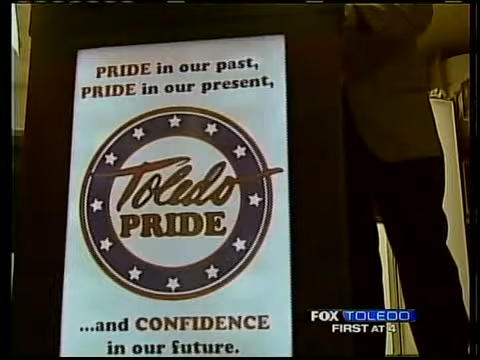 PRIDE in our past,
PRIDE in our present,
Toledo
PRIDE
...and CONFIDENCE
in our future.
FOX TOLEDO
FIRST AT 4